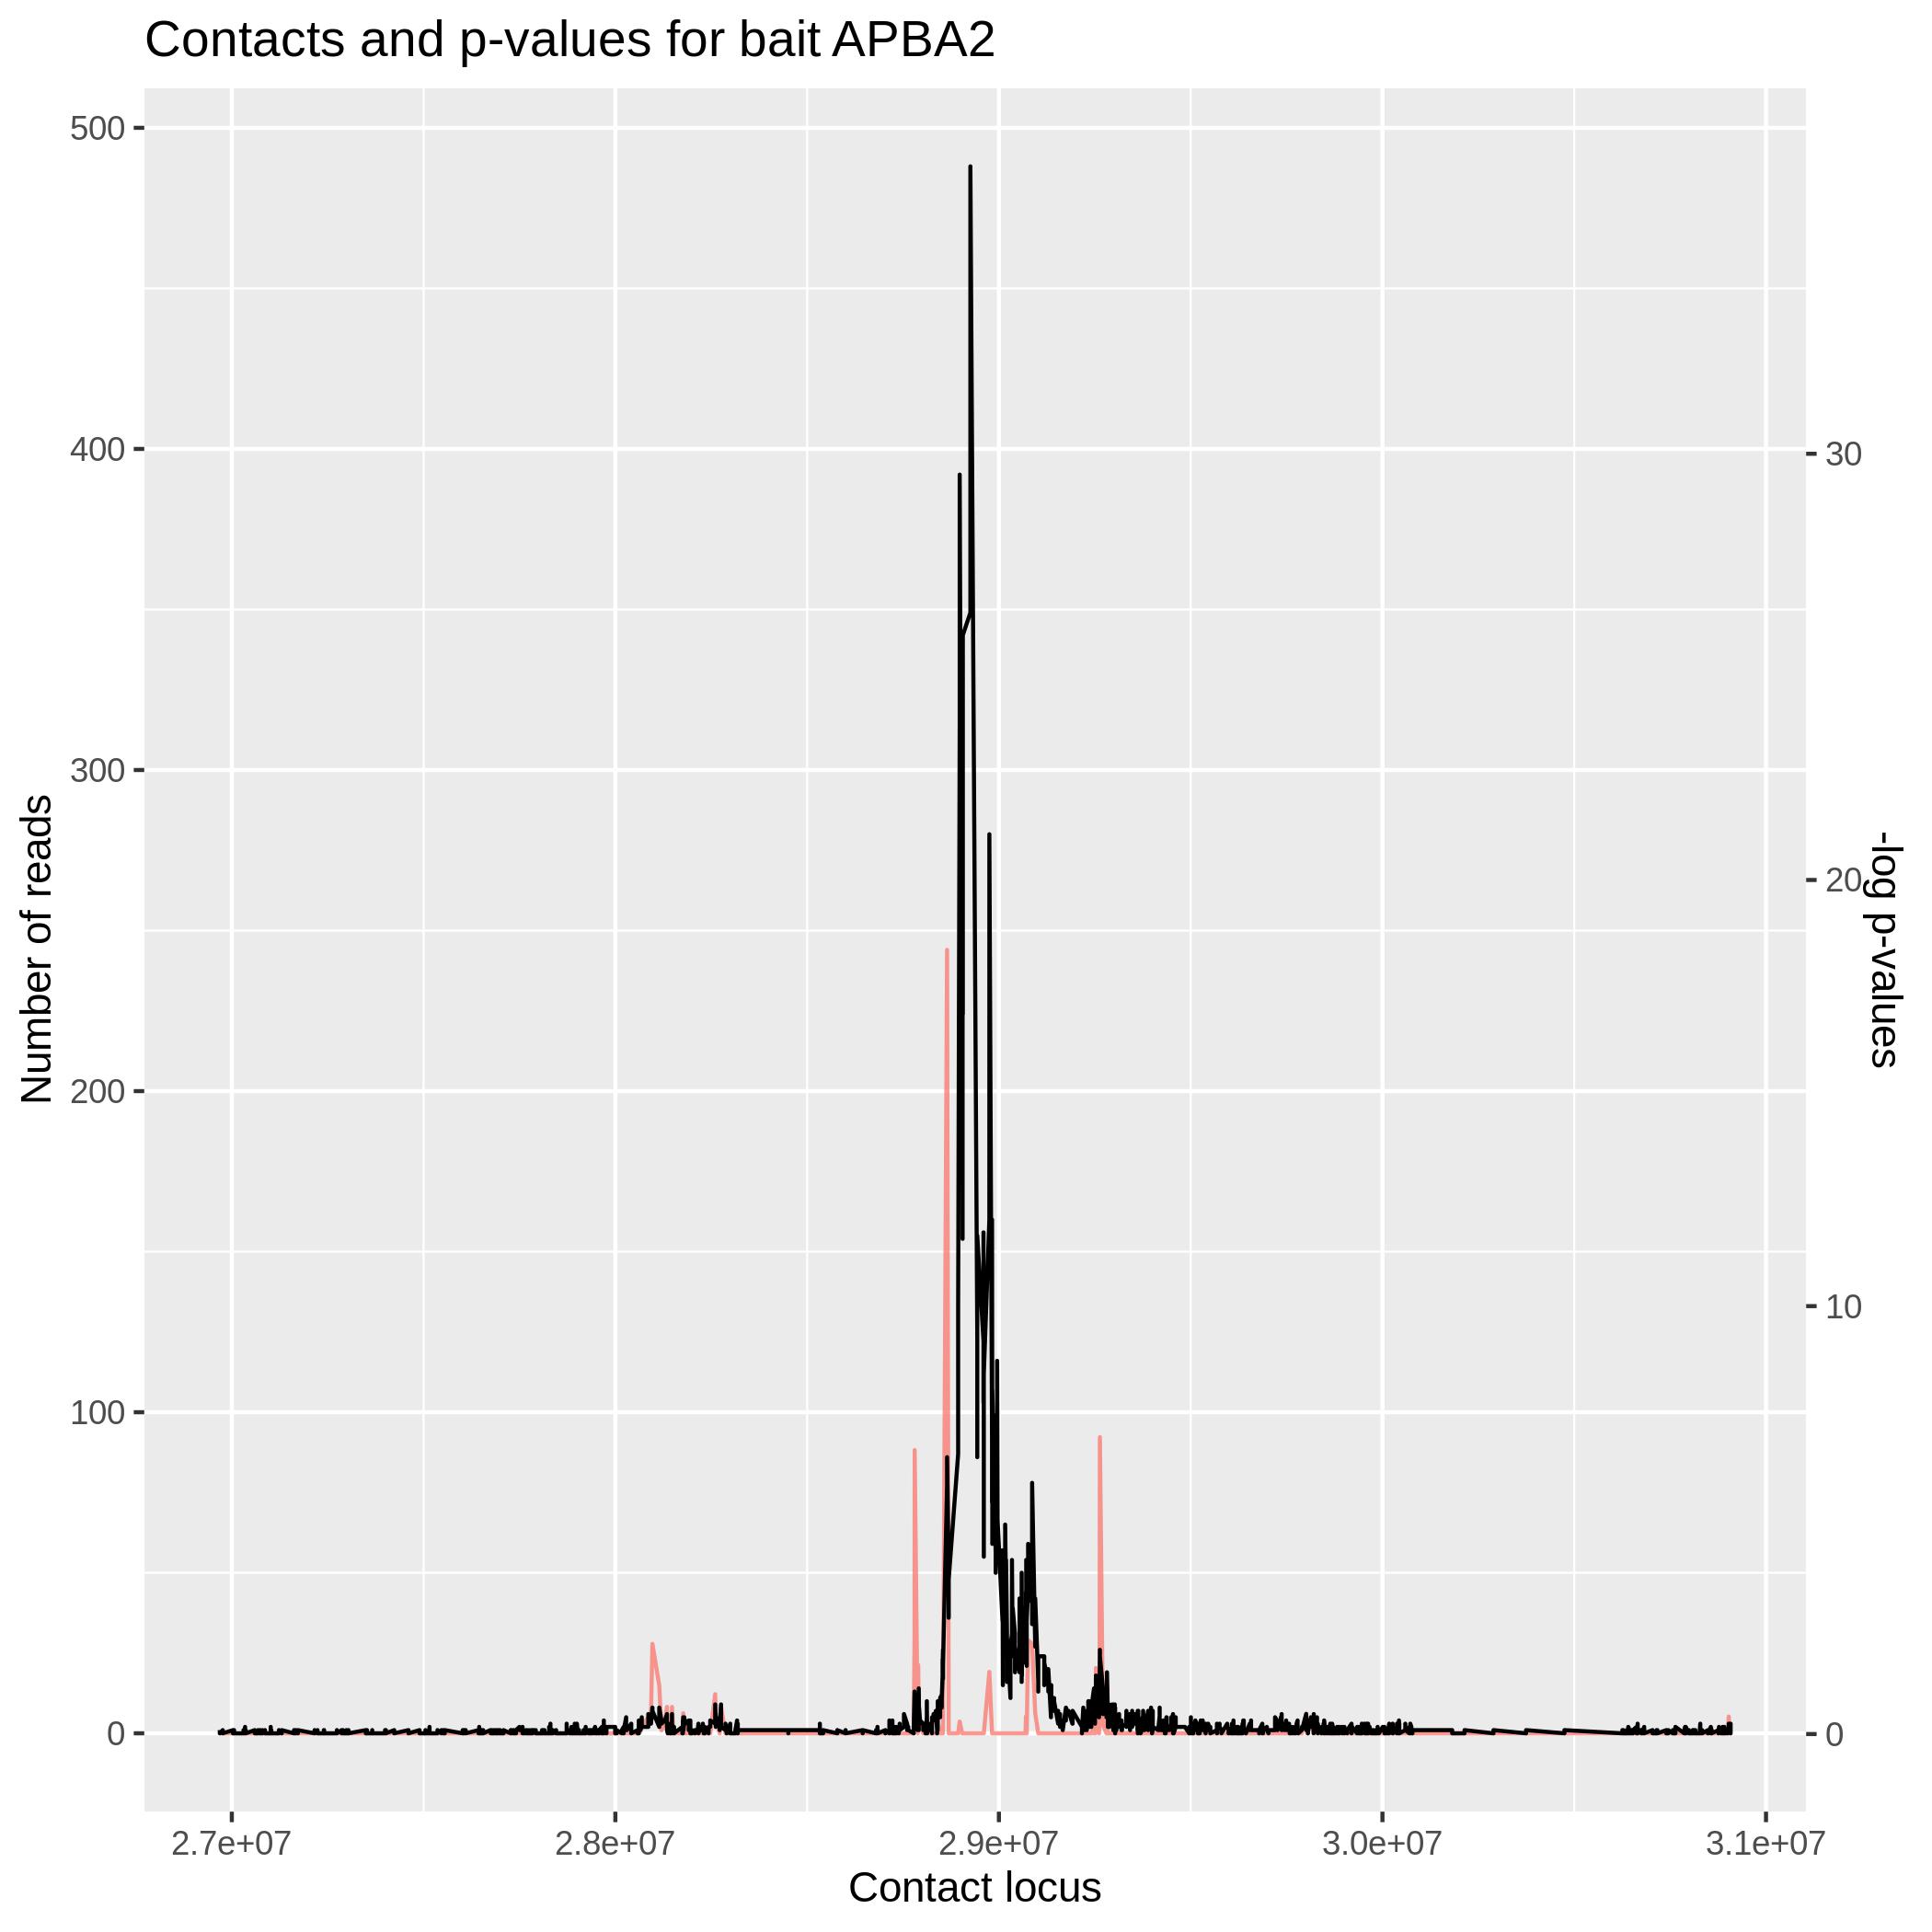 Contacts and p-values for bait APBA2
500
400
300
200
100
0
Number of reads
30
20
10
0
-log p-values
2.7e+07
2.8e+07
2.9e+07
3.0e+07
3.1e+07
Contact locus